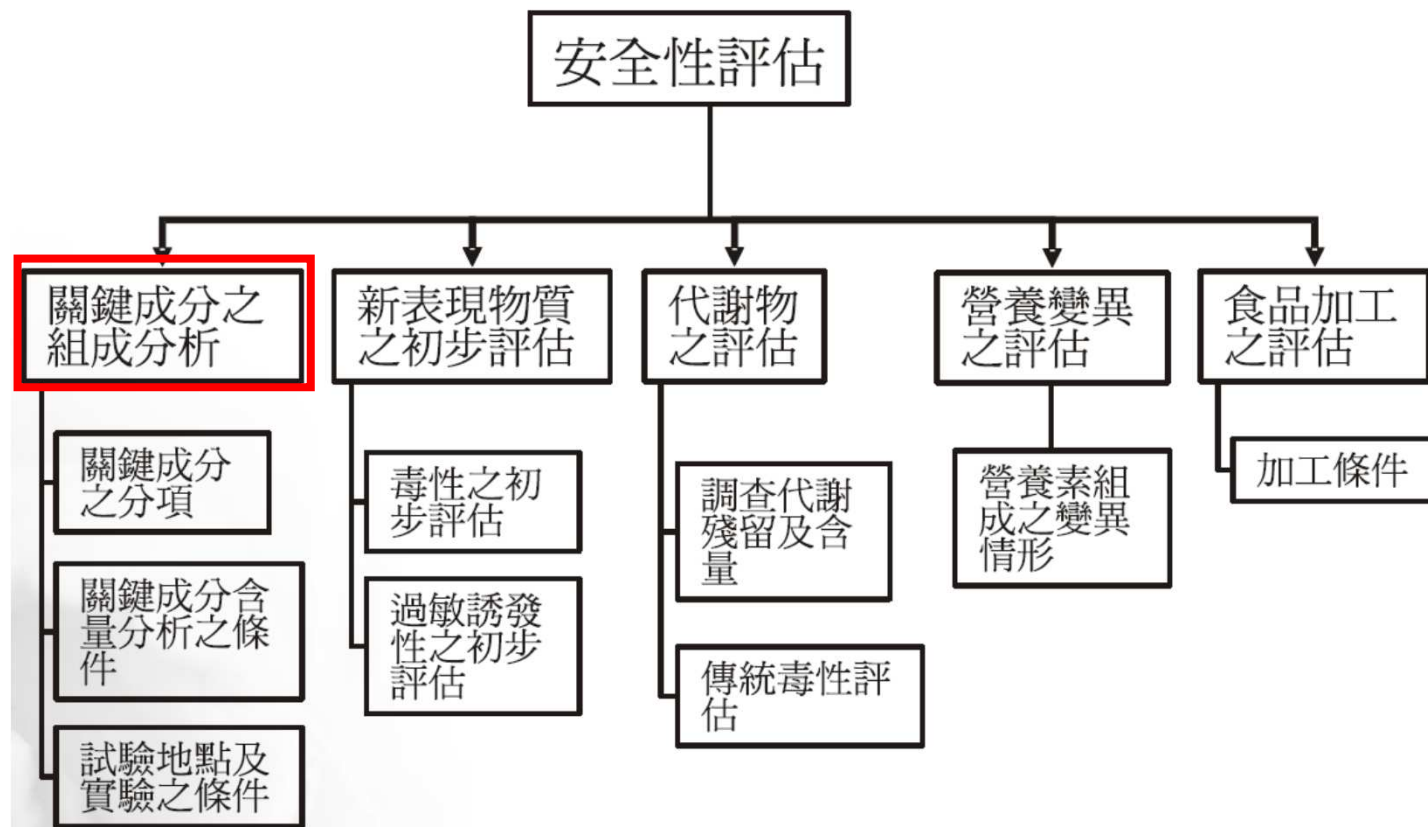 安全性評估
關鍵成分之
組成分析
新表現物質
之初步評估
代謝物
之評估
營養變異
之評估
食品加工
之評估
關鍵成分
之分項
關鍵成分含
量分析之條
件
試驗地點及
實驗之條件
毒性之初
步評估
過敏誘發
性之初步
評估
調查代謝
殘留及含
量
傳統毒性評
估
營養素組
成之變異
情形
加工條件